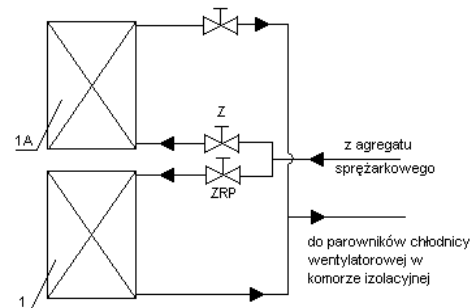 Z
1A
z agregatu
sprężarkowego
ZRP
do parowników chłodnicy
wentylatorowej w
komorze izolacyjnej
1